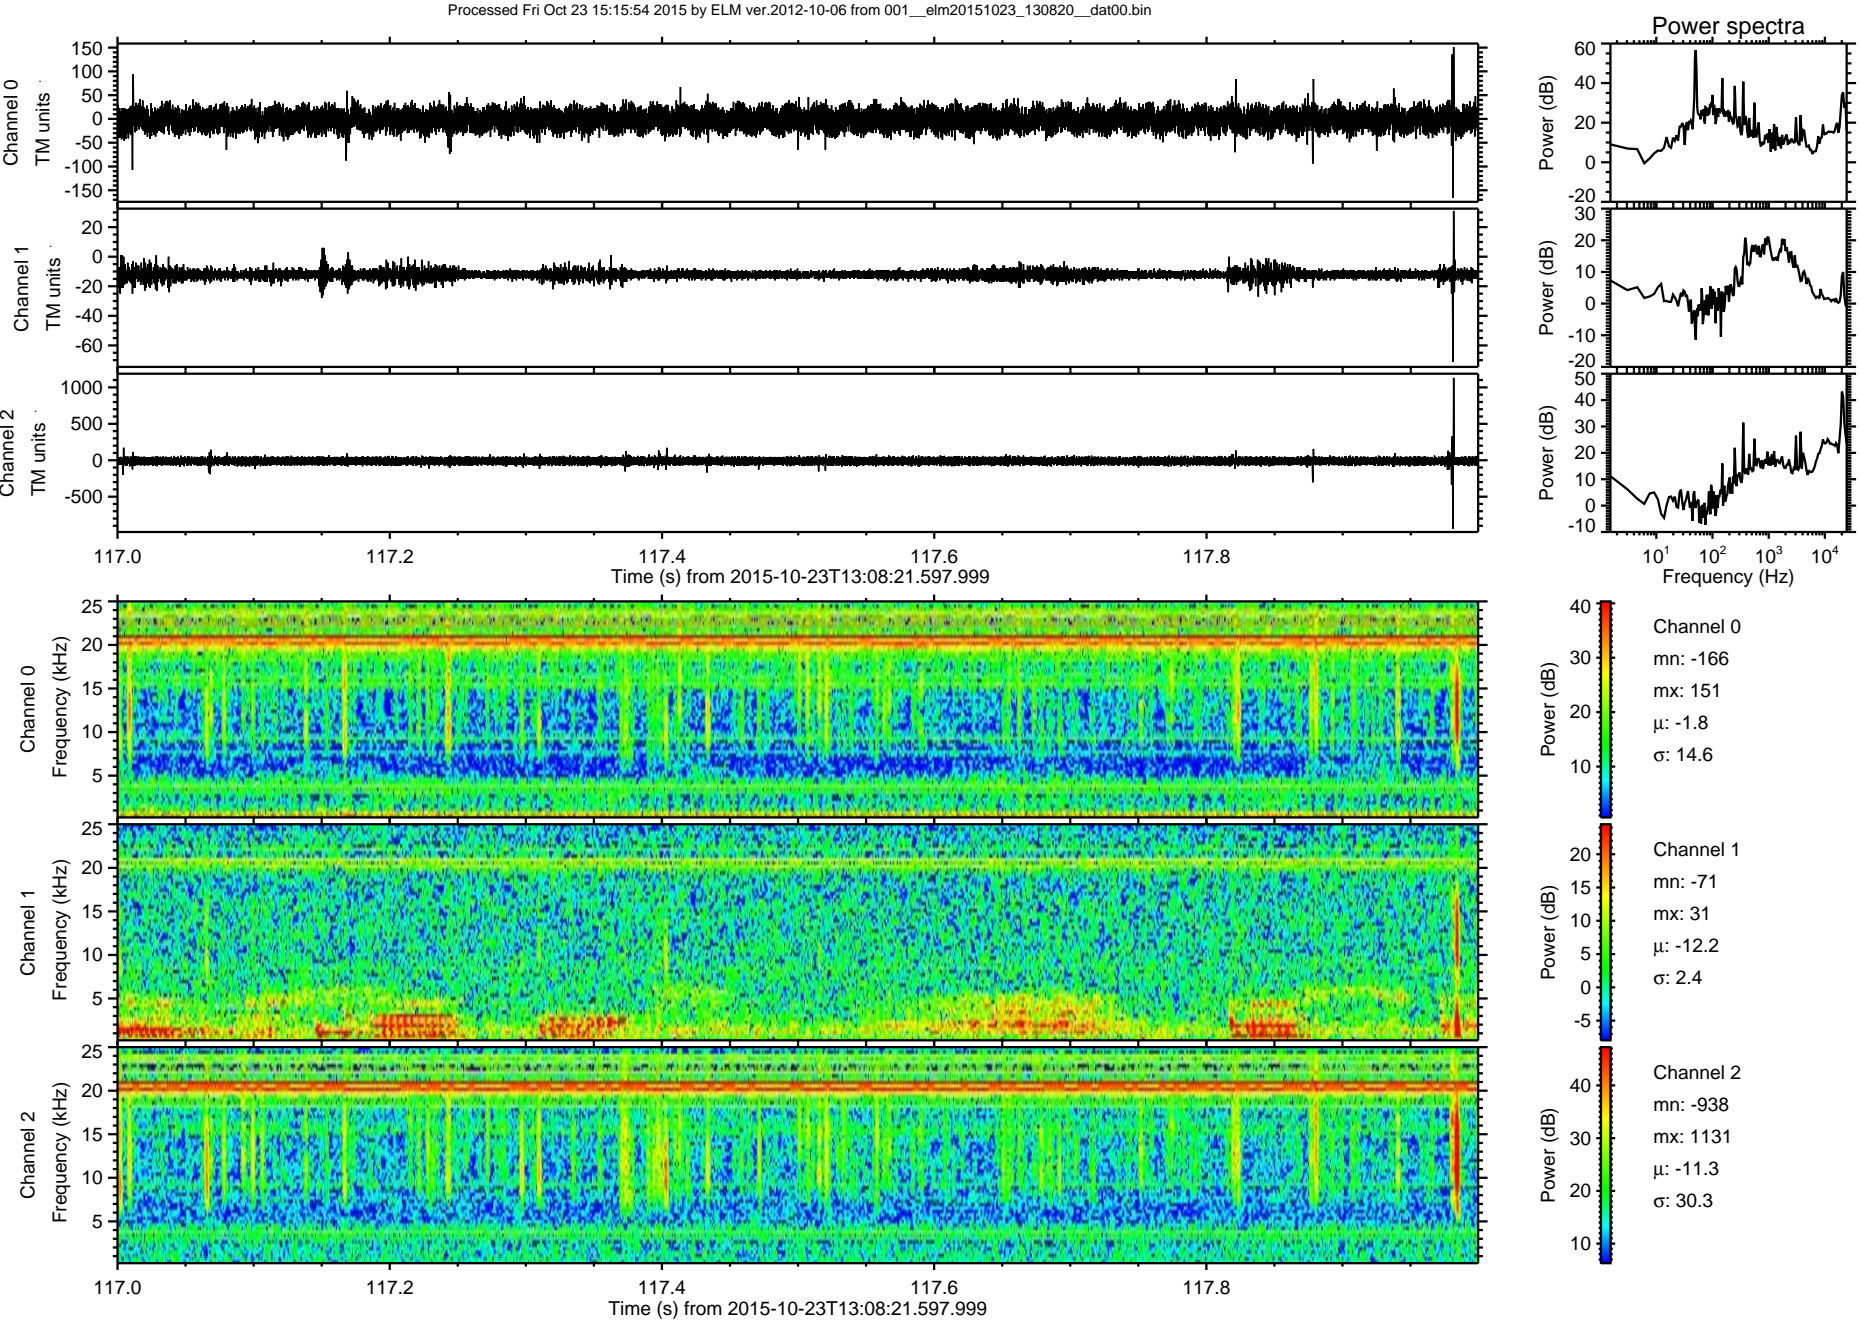 Processed Fri Oct 23 15:15:54 2015 by ELM ver.2012-10-06 from 001__elm20151023_130820__dat00.bin
Power spectra
Channel 0
TM units
150
100
50
0
-50
-100
-150
Power (dB)
60
40
20
0
-20
Channel 1
TM units
20
0
-20
-40
-60
Power (dB)
30
20
10
0
-10
-20
Channel 2
TM units
1000
500
0
-500
Power (dB)
50
40
30
20
10
0
-10
117.0 117.2 117.4 117.6 117.8
Time (s) from 2015-10-23T13:08:21.597.999
10¹ 10² 10³ 10⁴
Frequency (Hz)
Channel 0
Frequency (kHz)
25
20
15
10
5
Power (dB)
40
30
20
10
Channel 0
mn: -166
mx: 151
µ: -1.8
σ: 14.6
Channel 1
Frequency (kHz)
25
20
15
10
5
Power (dB)
20
15
10
5
0
-5
Channel 1
mn: -71
mx: 31
µ: -12.2
σ: 2.4
Channel 2
Frequency (kHz)
25
20
15
10
5
Power (dB)
40
30
20
10
Channel 2
mn: -938
mx: 1131
µ: -11.3
σ: 30.3
117.0 117.2 117.4 117.6 117.8
Time (s) from 2015-10-23T13:08:21.597.999